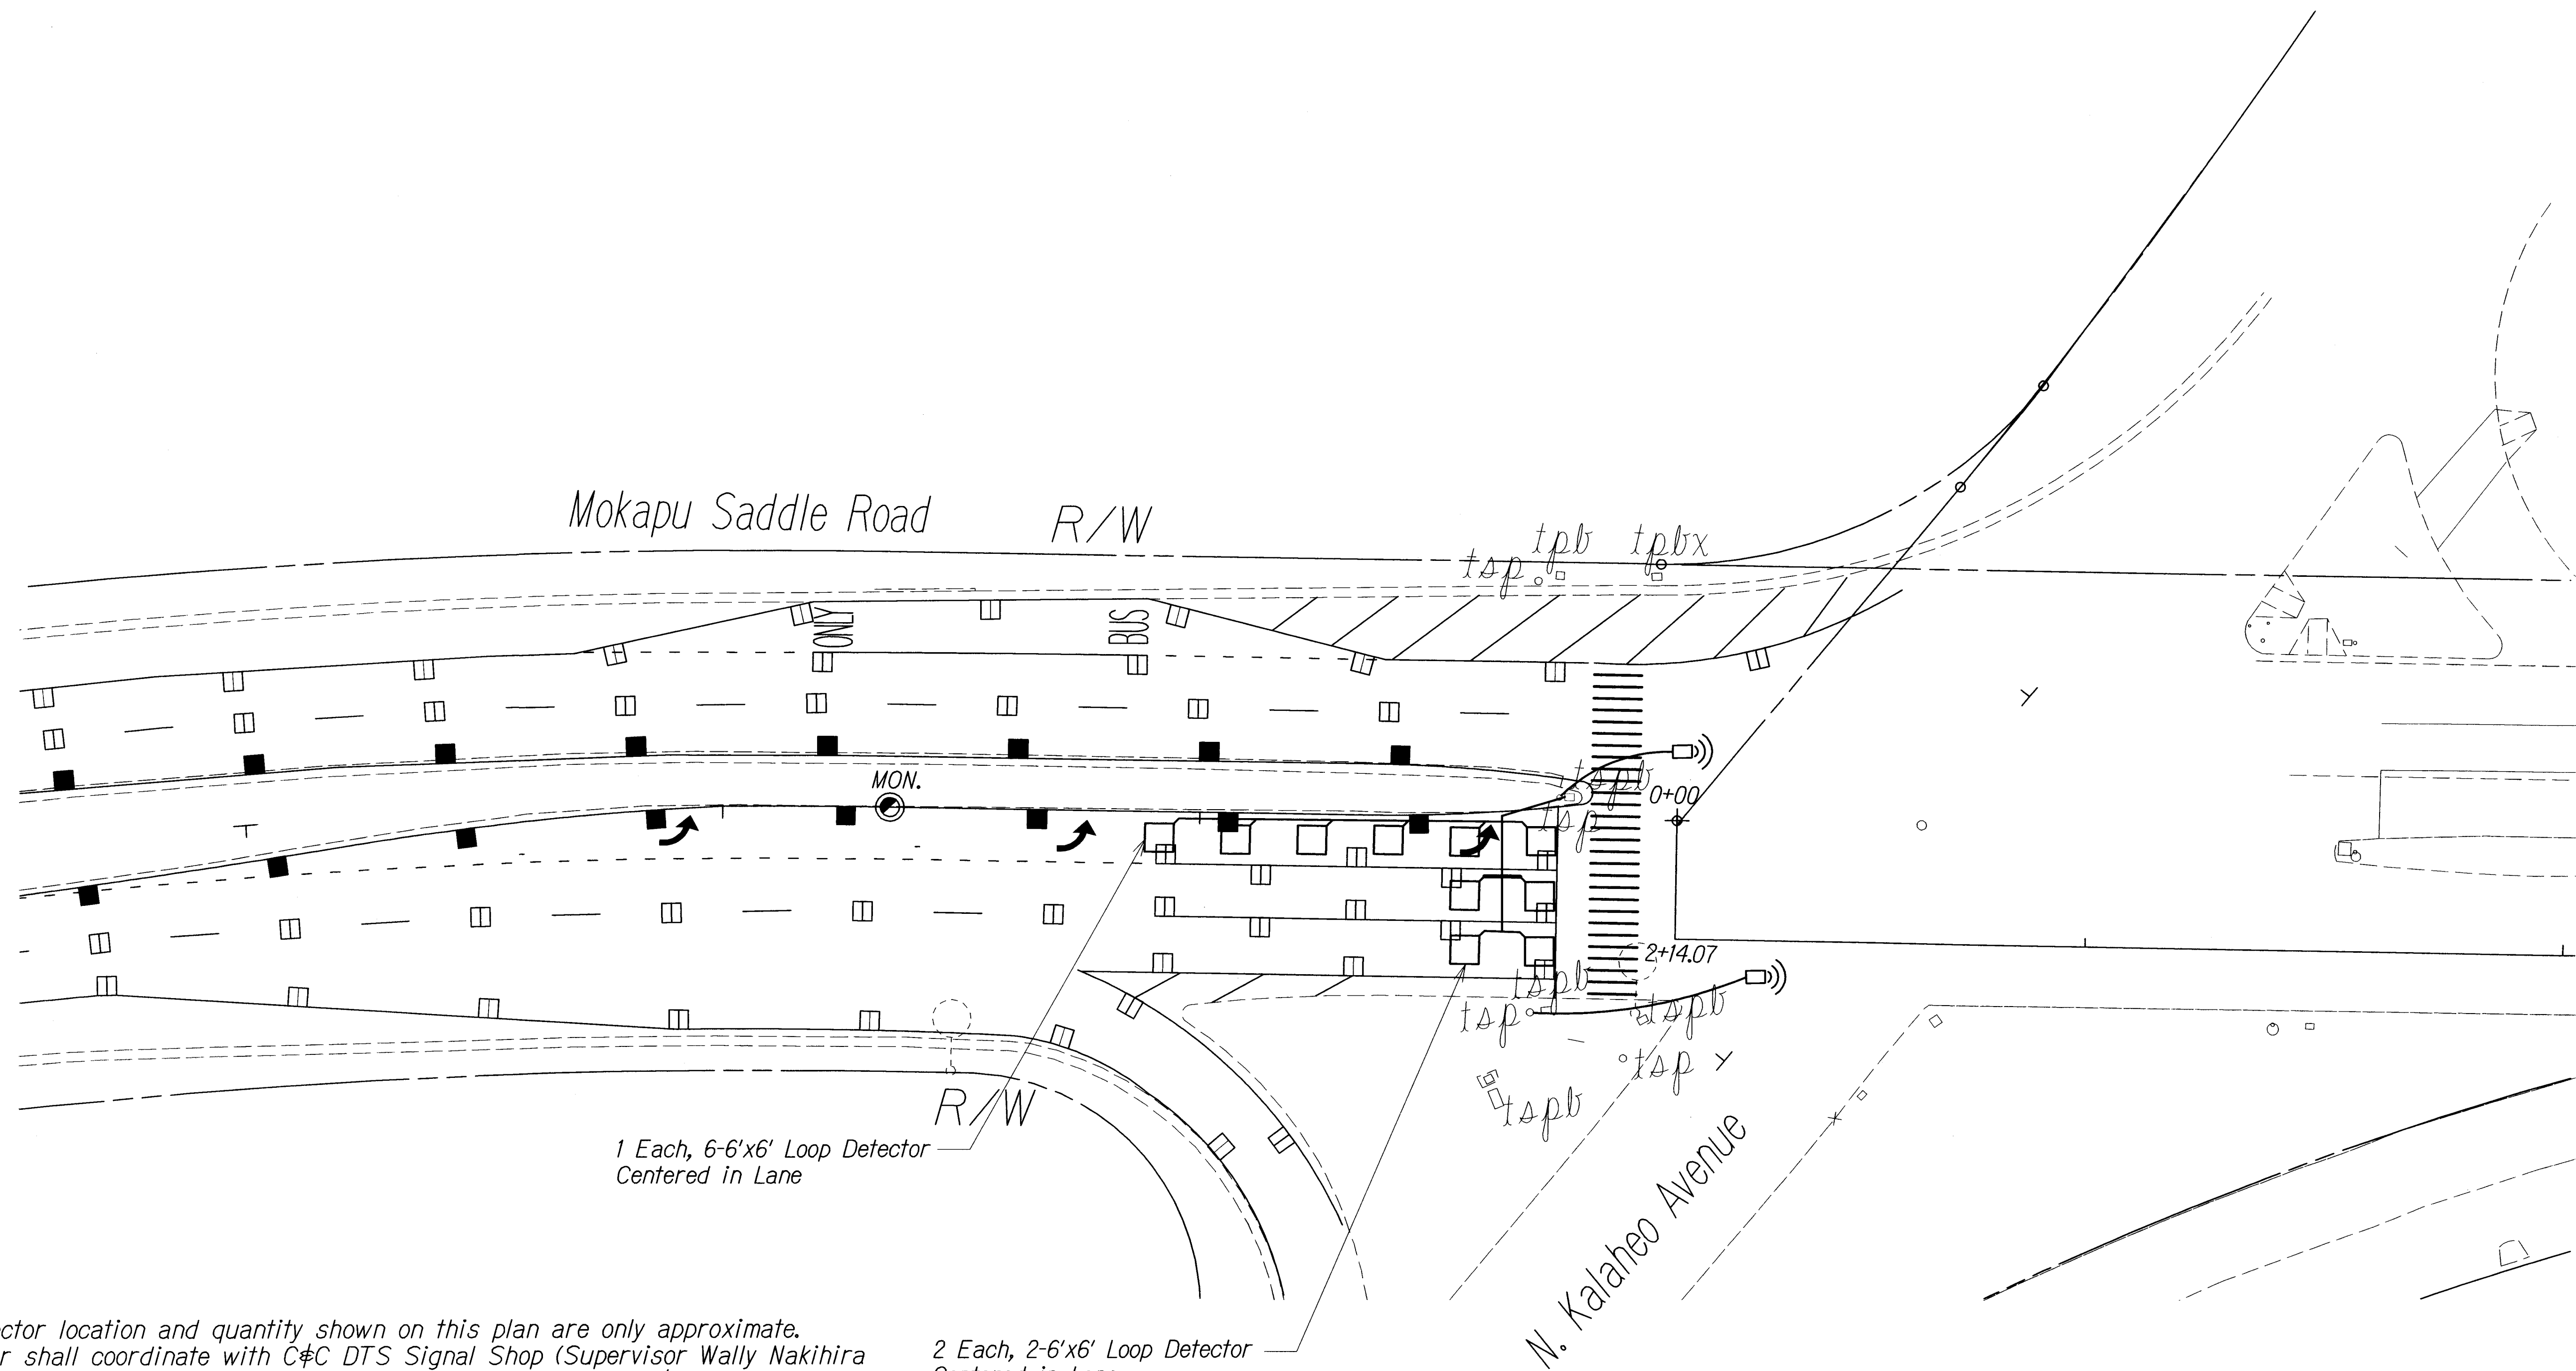 Mokapu Saddle Road
R/W
tsp
tpb
tpbx
ONLY
BUS
MON.
tspb
0+00
tsp
2+14.07
tspb
tsp
tspb
tsp
tspb
R/W
1 Each, 6-6'x6' Loop Detector
Centered in Lane
N. Kalaheo Avenue
ctor location and quantity shown on this plan are only approximate.
r shall coordinate with C&C DTS Signal Shop (Supervisor Wally Nakihira
2 Each, 2-6'x6' Loop Detector